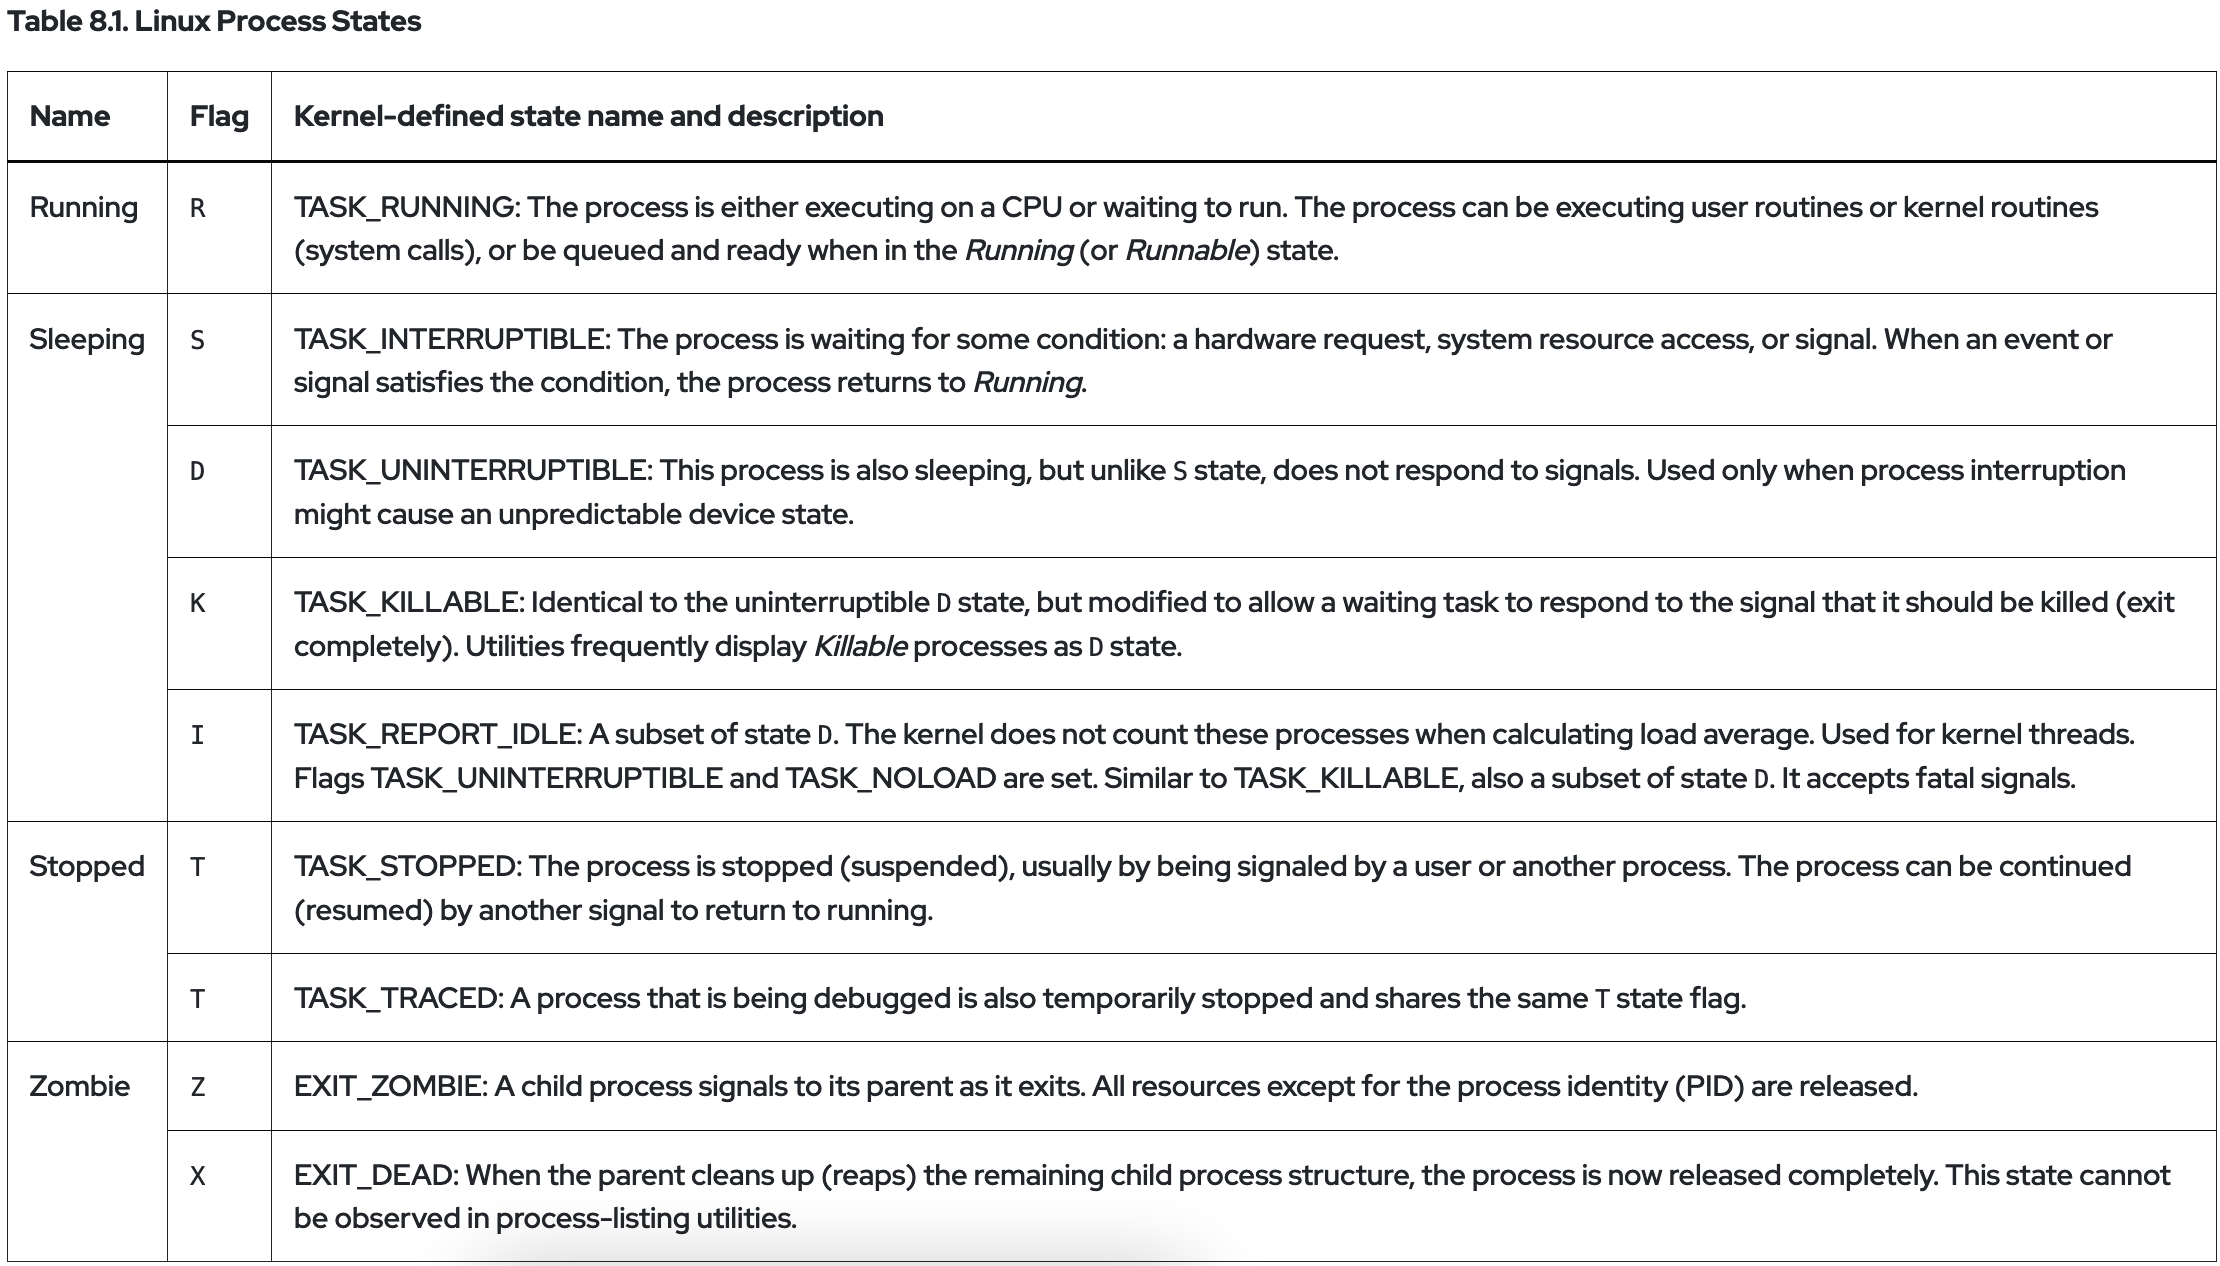 Table 8.1. Linux Process States
Name Flag Kernel-defined state name and description
Running R TASK_RUNNING: The process is either executing on a CPU or waiting to run. The process can be executing user routines or kernel routines
(system calls), or be queued and ready when in the Running (or Runnable) state.
Sleeping S TASK_INTERRUPTIBLE: The process is waiting for some condition: a hardware request, system resource access, or signal. When an event or
signal satisfies the condition, the process returns to Running.
D TASK_UNINTERRUPTIBLE: This process is also sleeping, but unlike S state, does not respond to signals. Used only when process interruption
might cause an unpredictable device state.
K TASK_KILLABLE: Identical to the uninterruptible D state, but modified to allow a waiting task to respond to the signal that it should be killed (exit
completely). Utilities frequently display Killable processes as D state.
I TASK_REPORT_IDLE: A subset of state D. The kernel does not count these processes when calculating load average. Used for kernel threads.
Flags TASK_UNINTERRUPTIBLE and TASK_NOLOAD are set. Similar to TASK_KILLABLE, also a subset of state D. It accepts fatal signals.
Stopped T TASK_STOPPED: The process is stopped (suspended), usually by being signaled by a user or another process. The process can be continued
(resumed) by another signal to return to running.
T TASK_TRACED: A process that is being debugged is also temporarily stopped and shares the same T state flag.
Zombie Z EXIT_ZOMBIE: A child process signals to its parent as it exits. All resources except for the process identity (PID) are released.
X EXIT_DEAD: When the parent cleans up (reaps) the remaining child process structure, the process is now released completely. This state cannot
be observed in process-listing utilities.